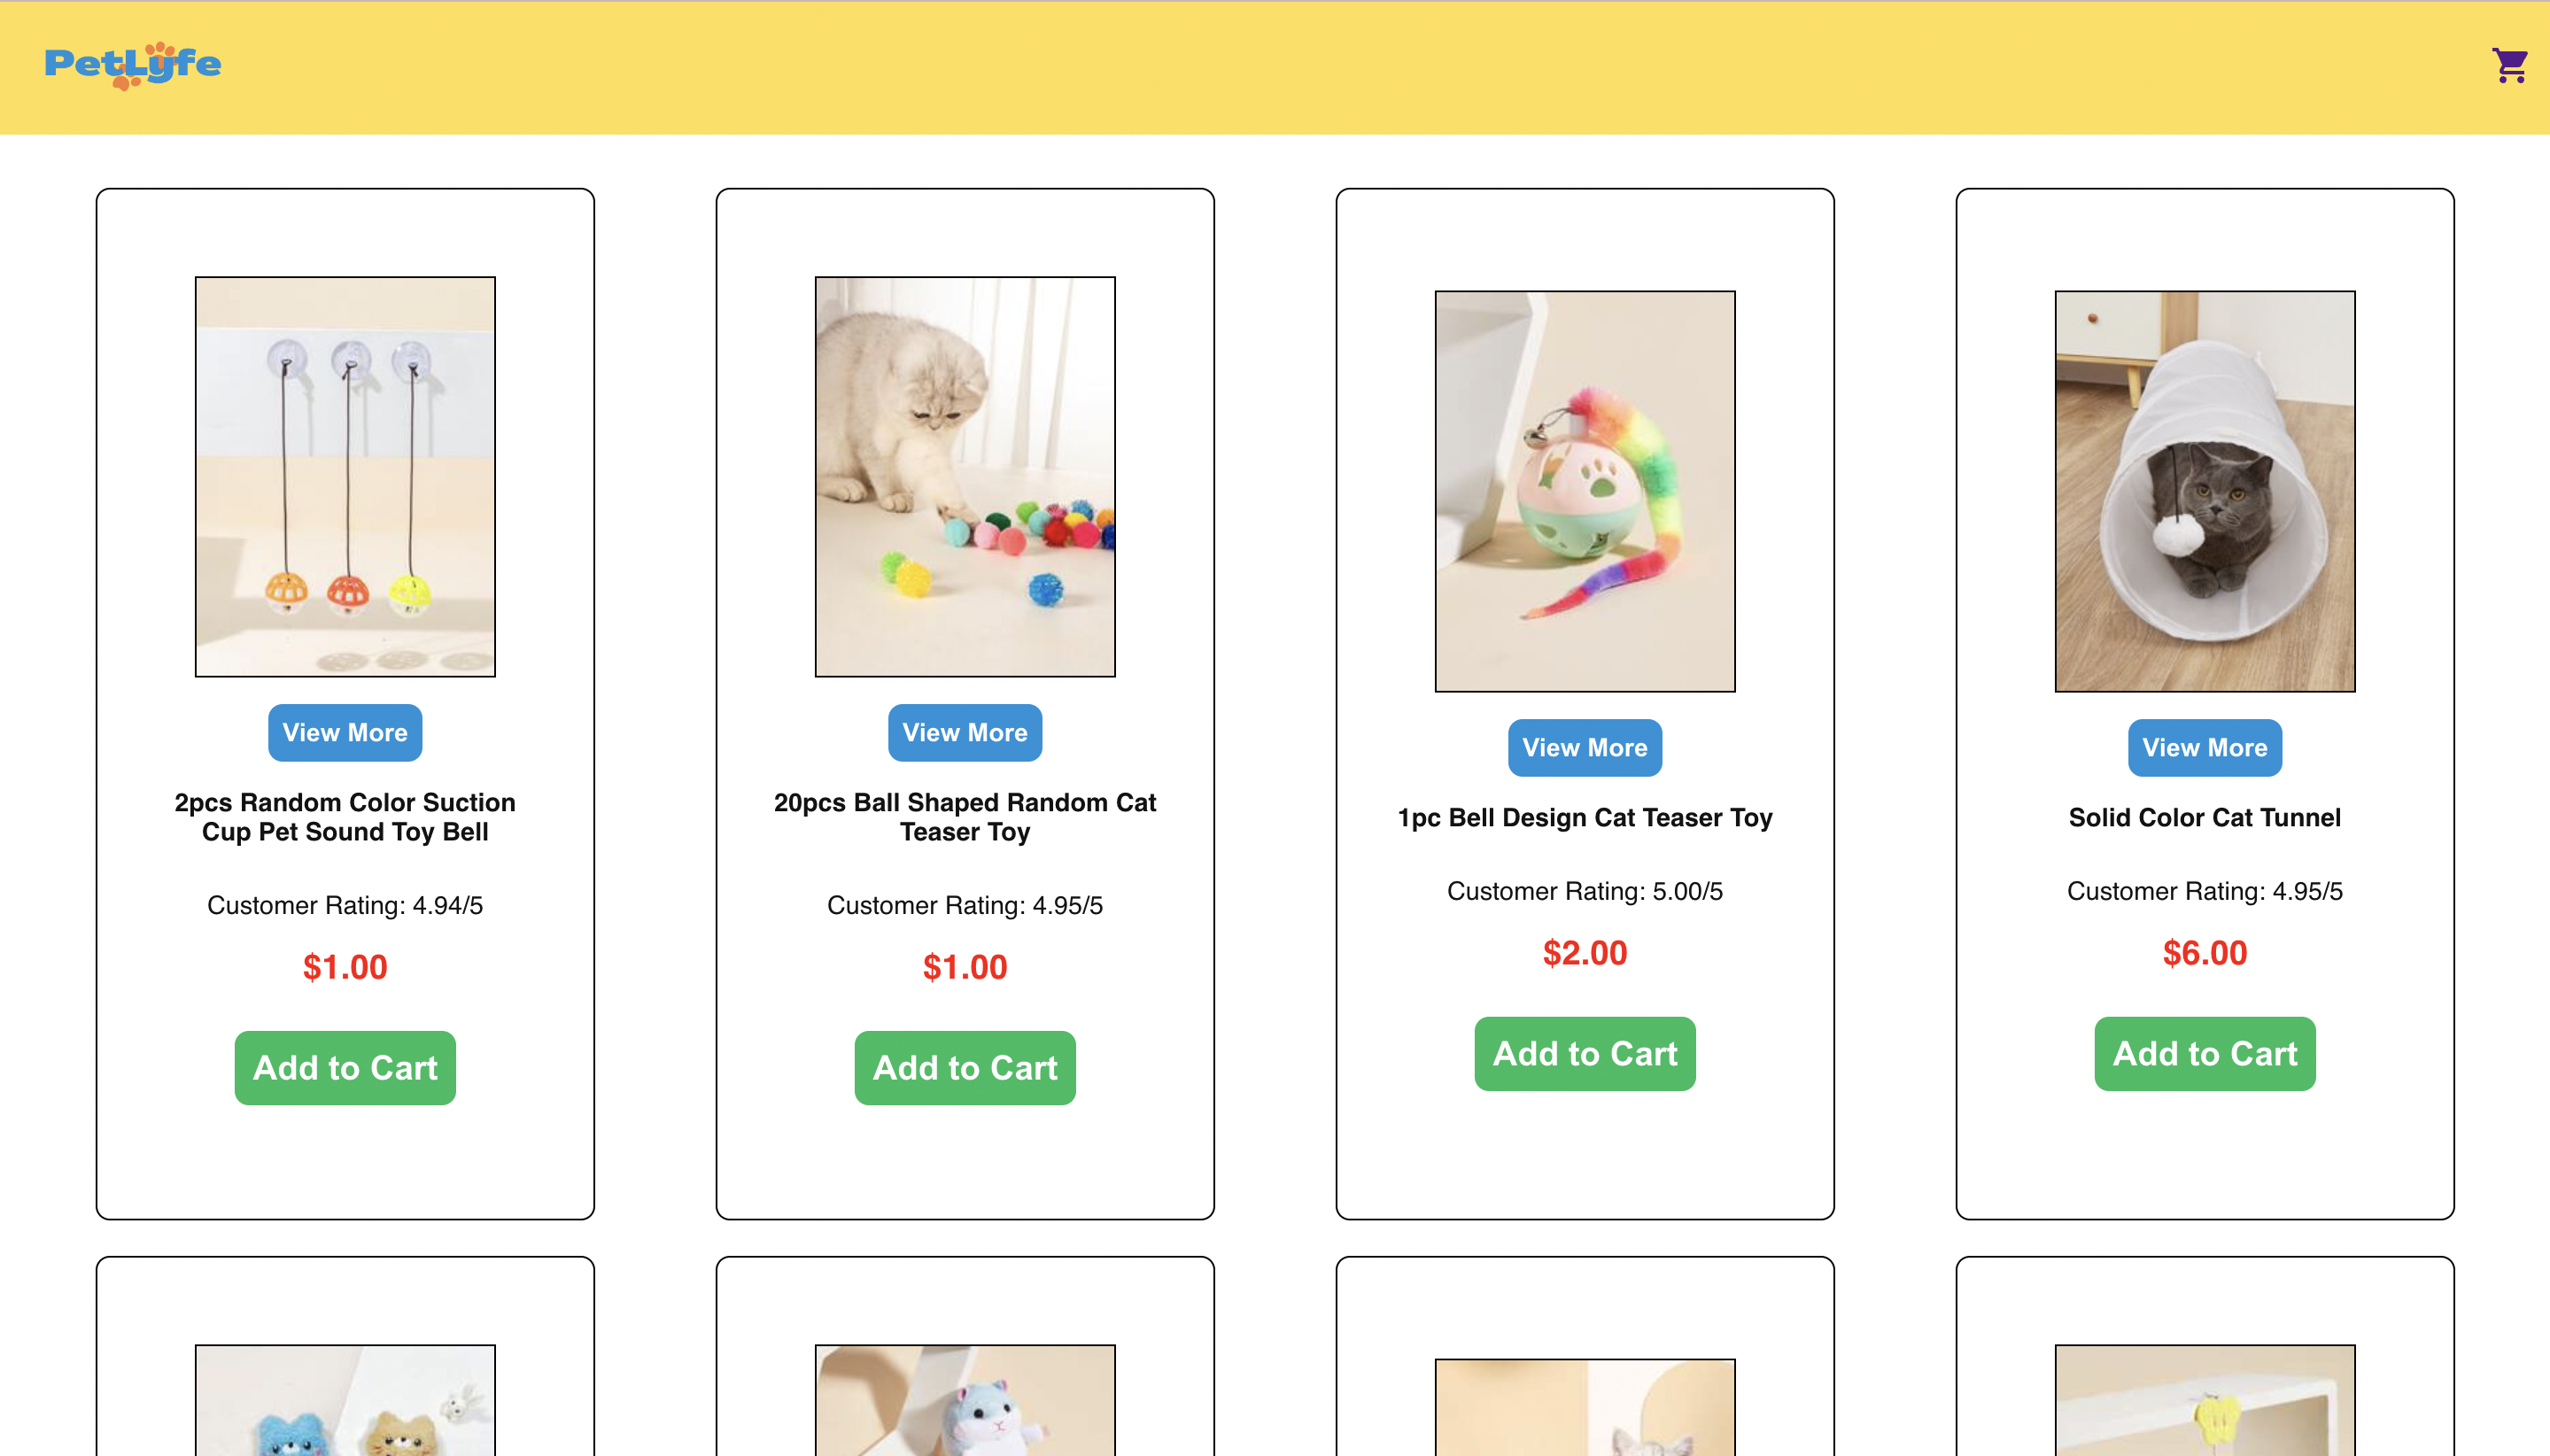 PetLyfe
View More
2pcs Random Color Suction
Cup Pet Sound Toy Bell
Customer Rating: 4.94/5
$1.00
Add to Cart
View More
20pcs Ball Shaped Random Cat
Teaser Toy
Customer Rating: 4.95/5
$1.00
Add to Cart
View More
1pc Bell Design Cat Teaser Toy
Customer Rating: 5.00/5
$2.00
Add to Cart
View More
Solid Color Cat Tunnel
Customer Rating: 4.95/5
$6.00
Add to Cart